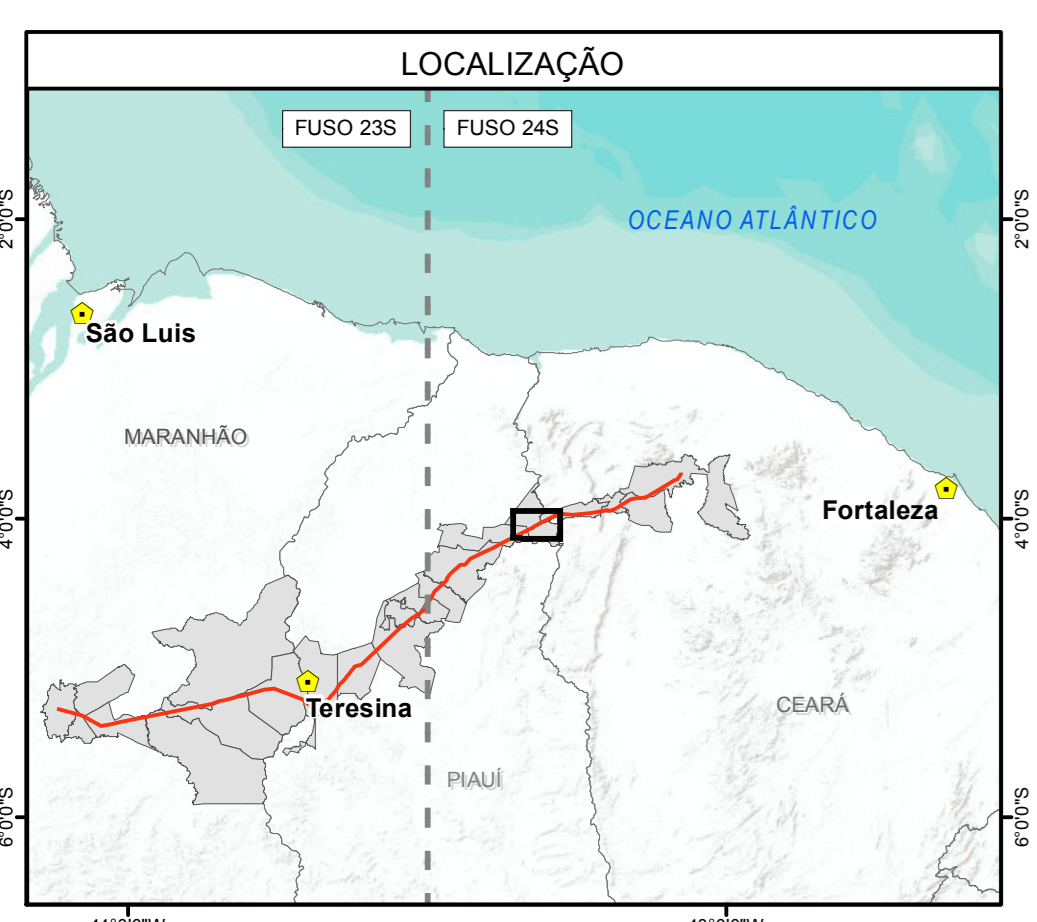 LOCALIZAÇÃO
FUSO 23S
FUSO 24S
2°0'0"S
2°0'0"S
OCEANO ATLÂNTICO
São Luis
MARANHÃO
Fortaleza
4°0'0"S
4°0'0"S
Teresina
CEARÁ
PIAUÍ
6°0'0"S
6°0'0"S